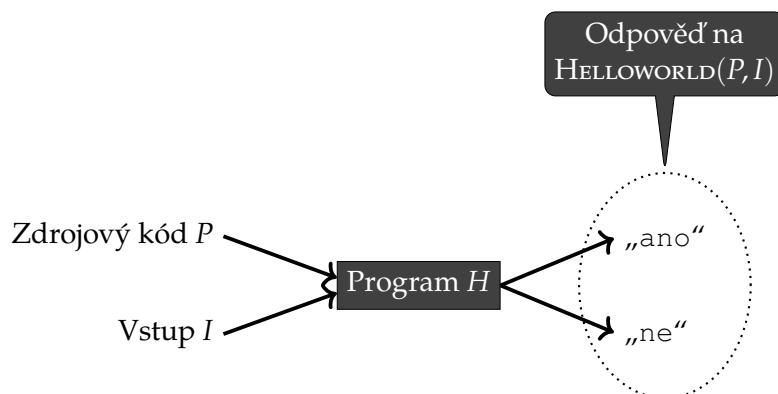 Odpověď na
HELLOWORLD(P, I)
Zdrojový kód P
Vstup I
Program H
„ano“
„ne“